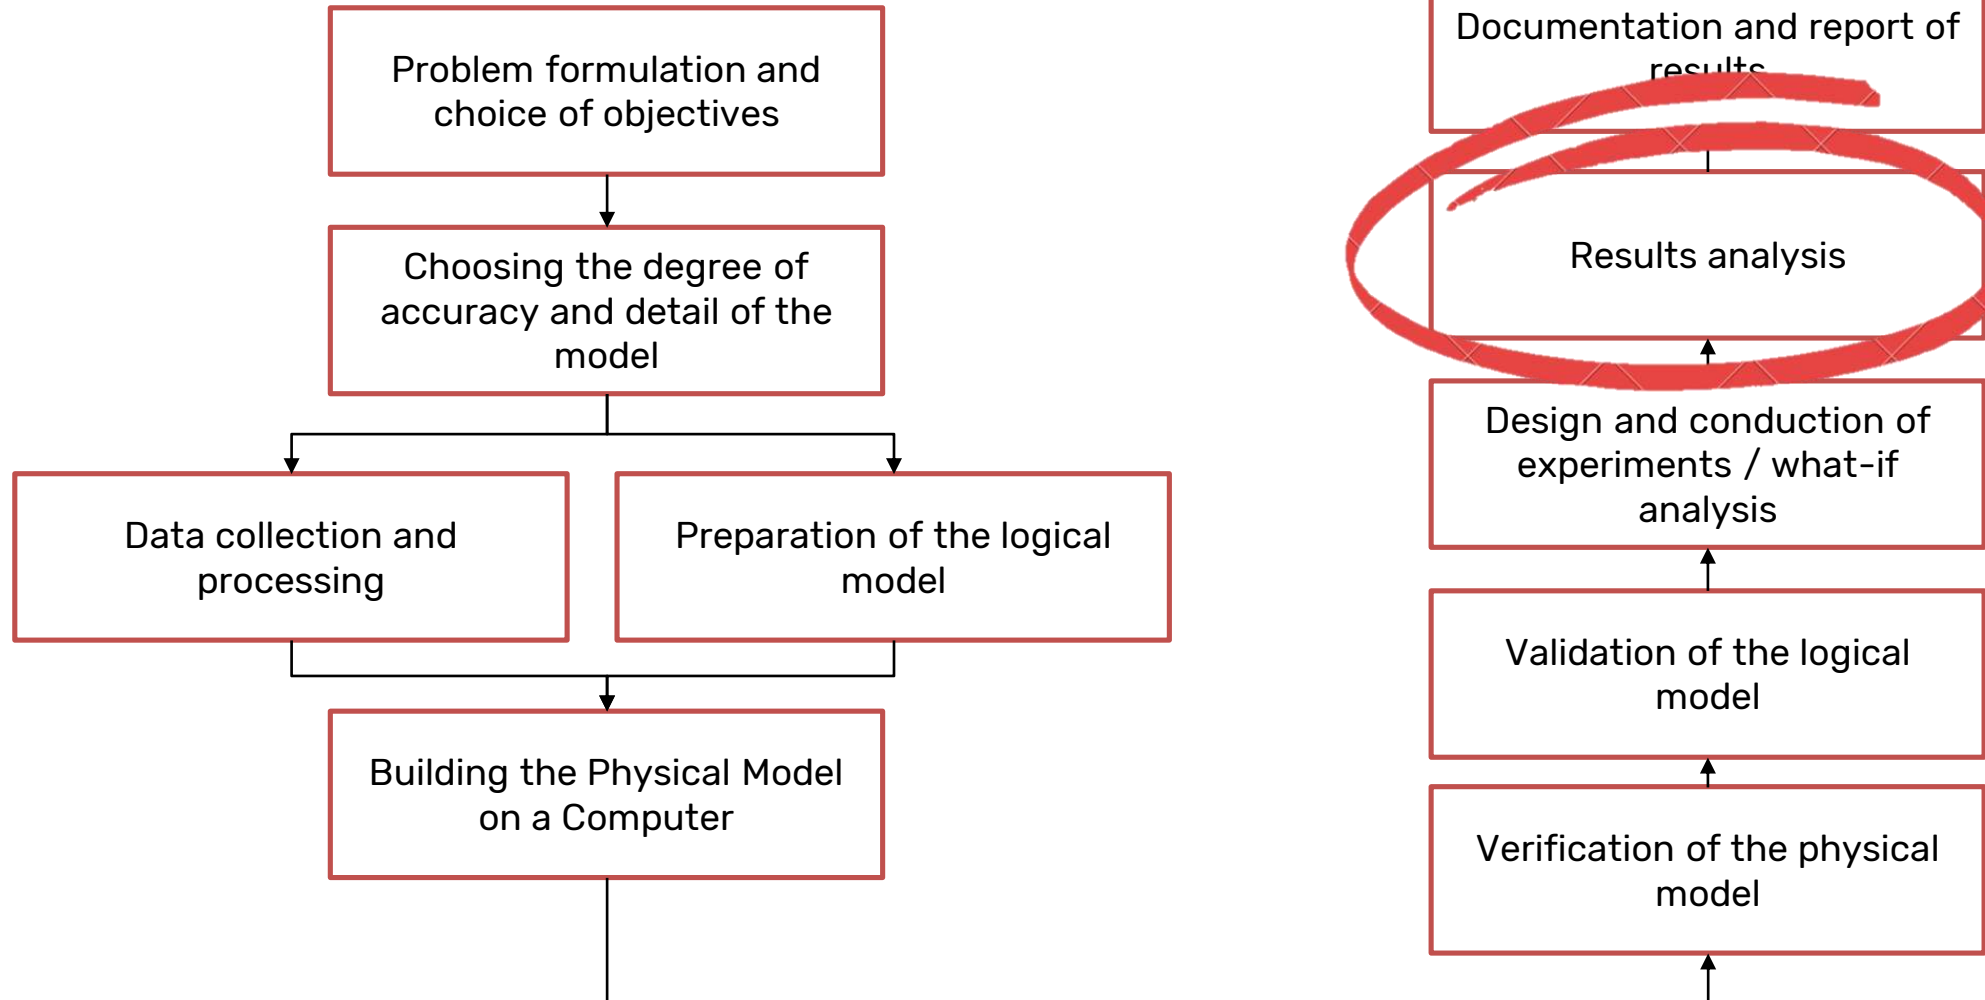 Problem formulation and
choice of objectives
Choosing the degree of
accuracy and detail of the
model
Data collection and
processing
Preparation of the logical
model
Building the Physical Model
on a Computer
Documentation and report of
results
Results analysis
Design and conduction of
experiments / what-if
analysis
Validation of the logical
model
Verification of the physical
model